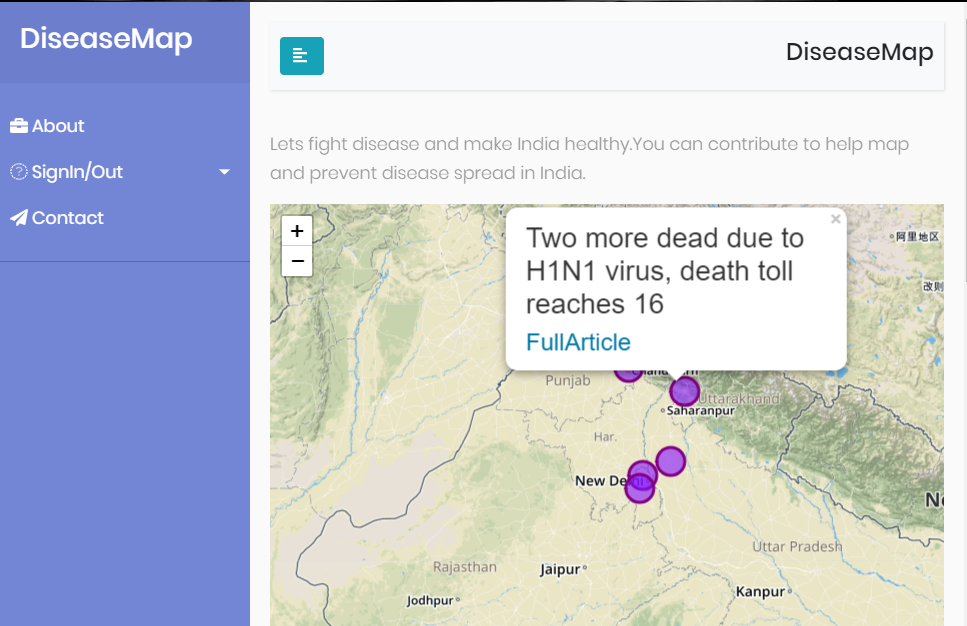 DiseaseMap
About
SignIn/Out
Contact
DiseaseMap
Lets fight disease and make India healthy.You can contribute to help map
and prevent disease spread in India.
+
−
×
Two more dead due to
H1N1 virus, death toll
reaches 16
FullArticle
阿里地区
改则
Punjab
Uttarakhand
Saharanpur
Har.
New Delhi
Uttar Pradesh
Rajasthan
Jaipur
Kanpur
Jodhpur